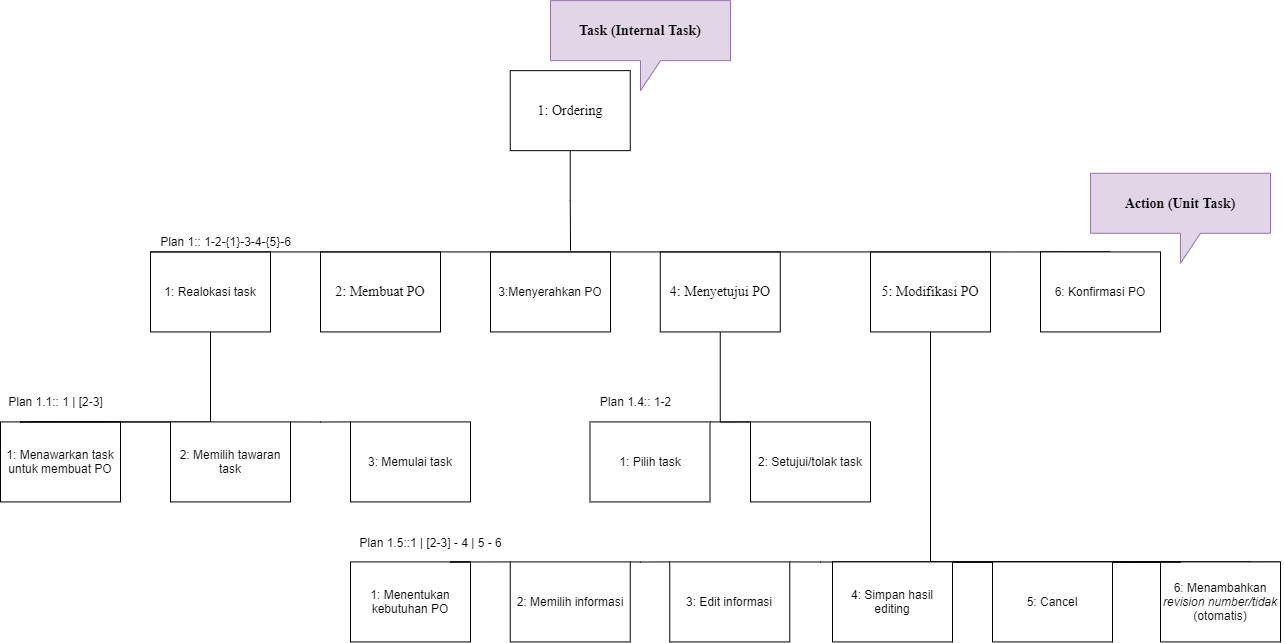 Task (Internal Task)
1: Ordering
Action (Unit Task)
Plan 1:: 1-2-{1}-3-4-{5}-6
1: Realokasi task
2: Membuat PO
3:Menyerahkan PO
4: Menyetujui PO
5: Modifikasi PO
6: Konfirmasi PO
Plan 1.1:: 1 | [2-3]
1: Menawarkan task
untuk membuat PO
2: Memilih tawaran
task
3: Memulai task
Plan 1.4:: 1-2
1: Pilih task
2: Setujui/tolak task
Plan 1.5::1 | [2-3] - 4 | 5 - 6
1: Menentukan
kebutuhan PO
2: Memilih informasi
3: Edit informasi
4: Simpan hasil
editing
5: Cancel
6: Menambahkan
revision number/tidak
(otomatis)